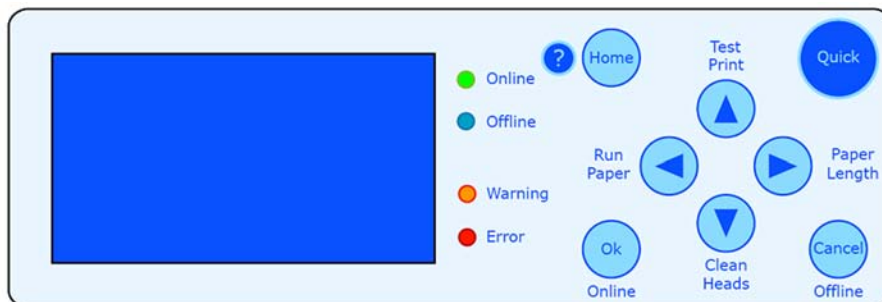 Online
Offline
Warning
Error
?
Home
Test
Print
Quick
Run
Paper
Paper
Length
Ok
Online
Clean
Heads
Cancel
Offline